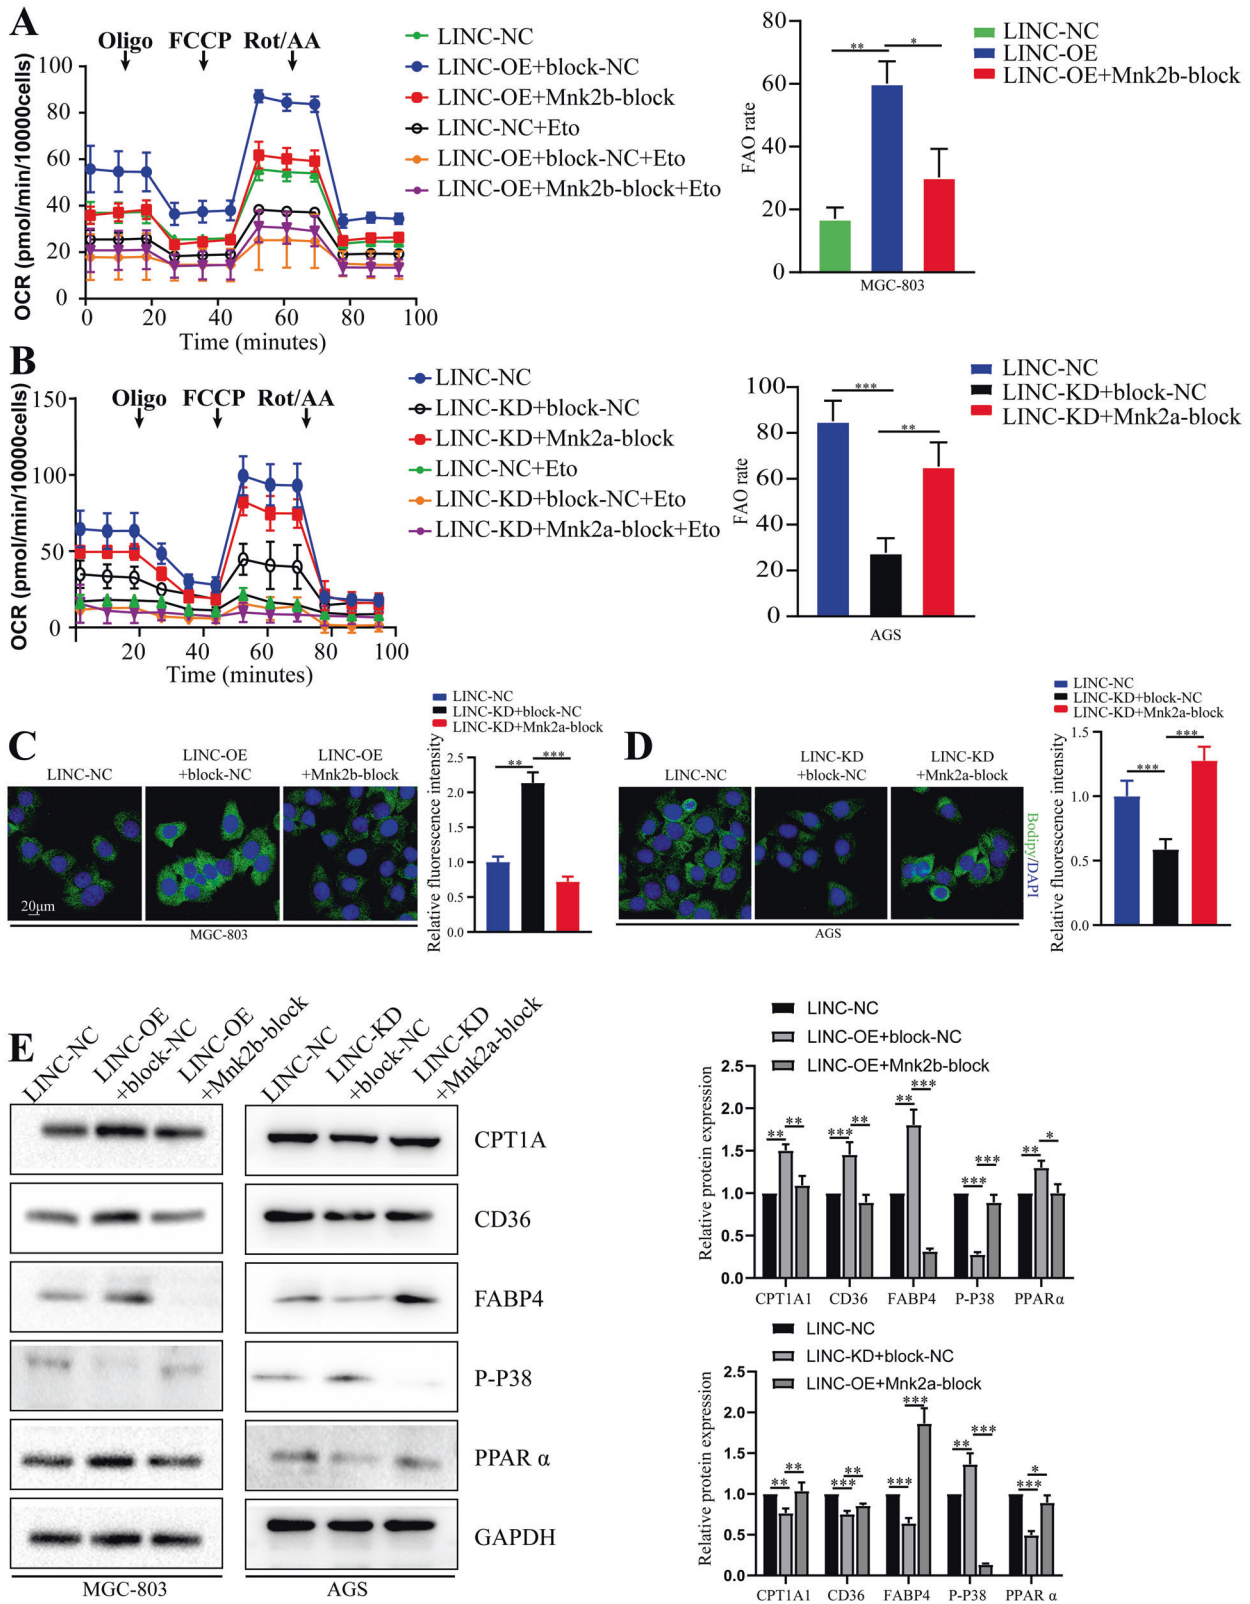 A
Oligo FCCP Rot/AA
OCR (pmol/min/10000cells)
100
80
60
40
20
0
0 20 40 60 80 100
Time (minutes)
LINC-NC
LINC-OE+block-NC
LINC-OE+Mnk2b-block
LINC-NC+Eto
LINC-OE+block-NC+Eto
LINC-OE+Mnk2b-block+Eto
FAO rate
80
60
40
20
0
** *
MGC-803
LINC-NC
LINC-OE
LINC-OE+Mnk2b-block
B
Oligo FCCP Rot/AA
OCR (pmol/min/10000cells)
150
100
50
0
20 40 60 80 100
Time (minutes)
LINC-NC
LINC-KD+block-NC
LINC-KD+Mnk2a-block
LINC-NC+Eto
LINC-KD+block-NC+Eto
LINC-KD+Mnk2a-block+Eto
FAO rate
100
80
60
40
20
0
***
**
AGS
LINC-NC
LINC-KD+block-NC
LINC-KD+Mnk2a-block
C
LINC-NC
LINC-OE
+block-NC
LINC-OE
+Mnk2b-block
20μm
MGC-803
LINC-NC
LINC-KD+block-NC
LINC-KD+Mnk2a-block
Relative fluorescence intensity
2.5
2.0
1.5
1.0
0.5
0.0
** ***
D
LINC-NC
LINC-KD
+block-NC
LINC-KD
+Mnk2a-block
Bodipy/DAPI
AGS
LINC-NC
LINC-KD+block-NC
LINC-KD+Mnk2a-block
Relative fluorescence intensity
1.5
1.0
0.5
0.0
*** ***
E
LINC-NC
LINC-OE
+block-NC
LINC-OE
+Mnk2b-block
LINC-NC
LINC-KD
+block-NC
LINC-KD
+Mnk2a-block
CPT1A
CD36
FABP4
P-P38
PPAR α
GAPDH
MGC-803
AGS
LINC-NC
LINC-OE+block-NC
LINC-OE+Mnk2b-block
Relative protein expression
2.5
2.0
1.5
1.0
0.5
0.0
** ** *** ** ** *** *** *** ** *
CPT1A1 CD36 FABP4 P-P38 PPARα
LINC-NC
LINC-KD+block-NC
LINC-OE+Mnk2a-block
Relative protein expression
2.5
2.0
1.5
1.0
0.5
0.0
** ** *** ** *** *** ** *** *** *
CPT1A1 CD36 FABP4 P-P38 PPAR α